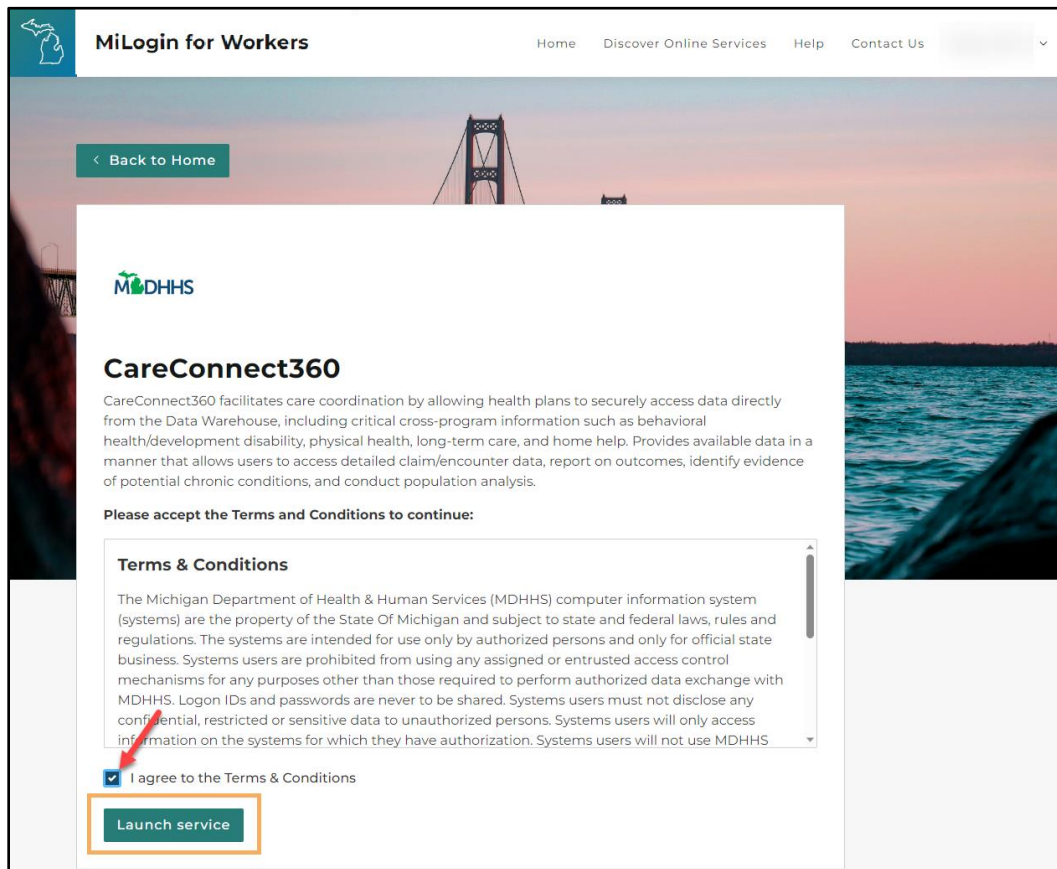 MiLogin for Workers
Home Discover Online Services Help Contact Us
Back to Home
MDHHS
CareConnect360
CareConnect360 facilitates care coordination by allowing health plans to securely access data directly
from the Data Warehouse, including critical cross-program information such as behavioral
health/development disability, physical health, long-term care, and home help. Provides available data in a
manner that allows users to access detailed claim/encounter data, report on outcomes, identify evidence
of potential chronic conditions, and conduct population analysis.
Please accept the Terms and Conditions to continue:
Terms & Conditions
The Michigan Department of Health & Human Services (MDHHS) computer information system
(systems) are the property of the State Of Michigan and subject to state and federal laws, rules and
regulations. The systems are intended for use only by authorized persons and only for official state
business. Systems users are prohibited from using any assigned or entrusted access control
mechanisms for any purposes other than those required to perform authorized data exchange with
MDHHS. Logon IDs and passwords are never to be shared. Systems users must not disclose any
confidential, restricted or sensitive data to unauthorized persons. Systems users will only access
information on the systems for which they have authorization. Systems users will not use MDHHS
I agree to the Terms & Conditions
Launch service